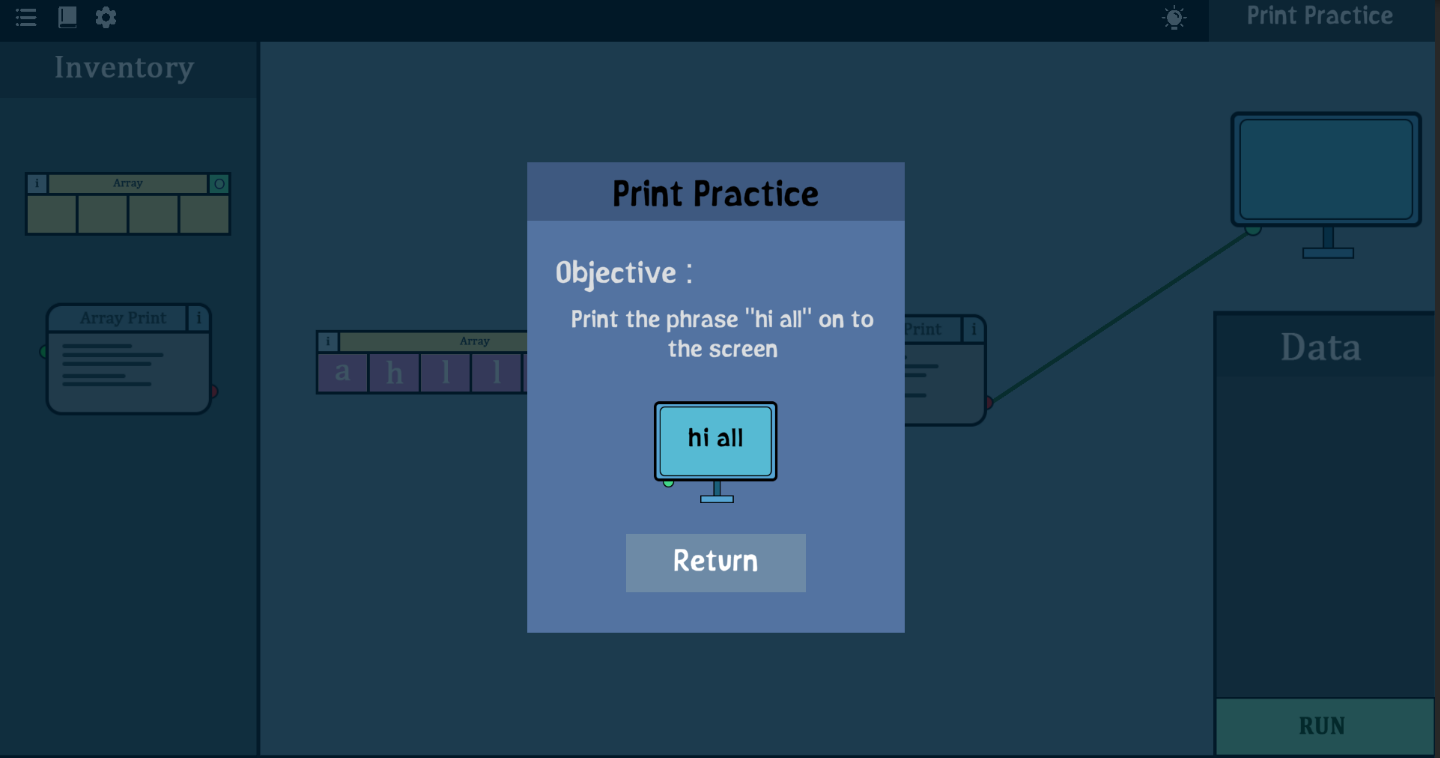 Print Practice
Inventory
i Array O
Array Print i
i Array
a h l l
Print Practice
Objective :
Print the phrase "hi all" on to
the screen
hi all
Return
Print i
Data
RUN